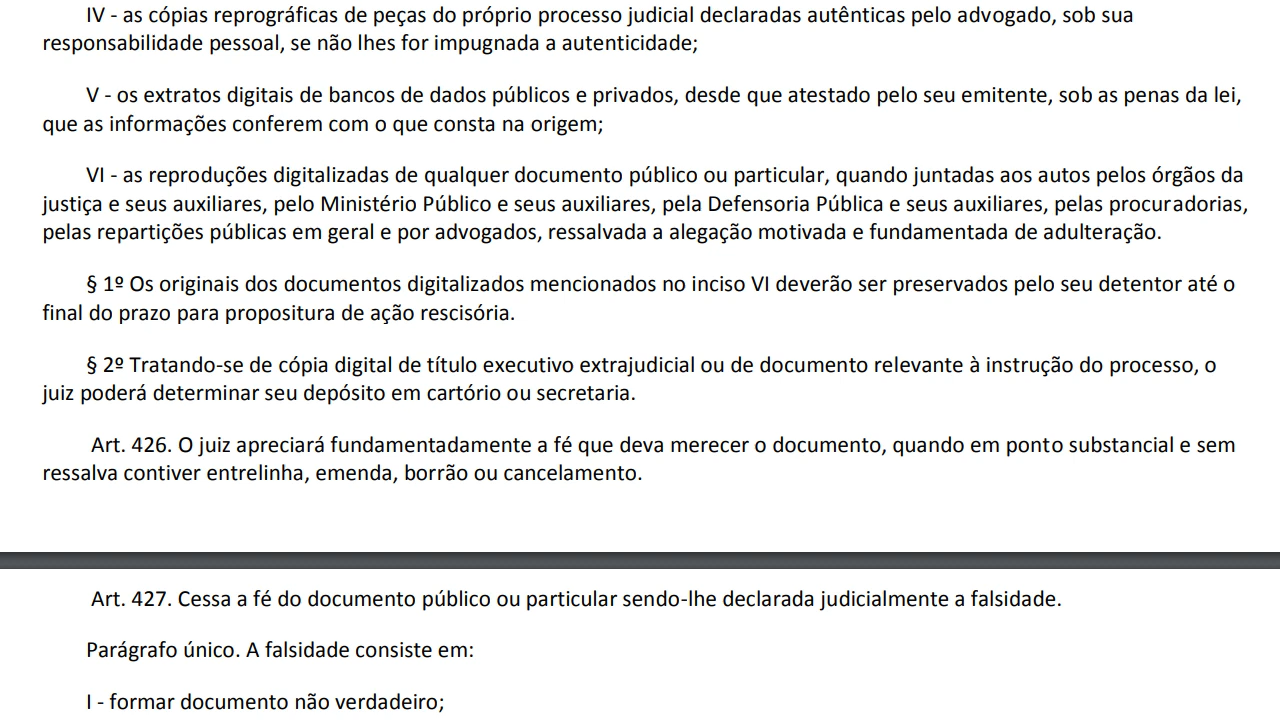 IV - as cópias reprográficas de peças do próprio processo judicial declaradas autênticas pelo advogado, sob sua
responsabilidade pessoal, se não lhes for impugnada a autenticidade;
V - os extratos digitais de bancos de dados públicos e privados, desde que atestado pelo seu emitente, sob as penas da lei,
que as informações conferem com o que consta na origem;
VI - as reproduções digitalizadas de qualquer documento público ou particular, quando juntadas aos autos pelos órgãos da
justiça e seus auxiliares, pelo Ministério Público e seus auxiliares, pela Defensoria Pública e seus auxiliares, pelas procuradorias,
pelas repartições públicas em geral e por advogados, ressalvada a alegação motivada e fundamentada de adulteração.
§ 1º Os originais dos documentos digitalizados mencionados no inciso VI deverão ser preservados pelo seu detentor até o
final do prazo para propositura de ação rescisória.
§ 2º Tratando-se de cópia digital de título executivo extrajudicial ou de documento relevante à instrução do processo, o
juiz poderá determinar seu depósito em cartório ou secretaria.
Art. 426. O juiz apreciará fundamentadamente a fé que deva merecer o documento, quando em ponto substancial e sem
ressalva contiver entrelinha, emenda, borrão ou cancelamento.
Art. 427. Cessa a fé do documento público ou particular sendo-lhe declarada judicialmente a falsidade.
Parágrafo único. A falsidade consiste em:
I - formar documento não verdadeiro;